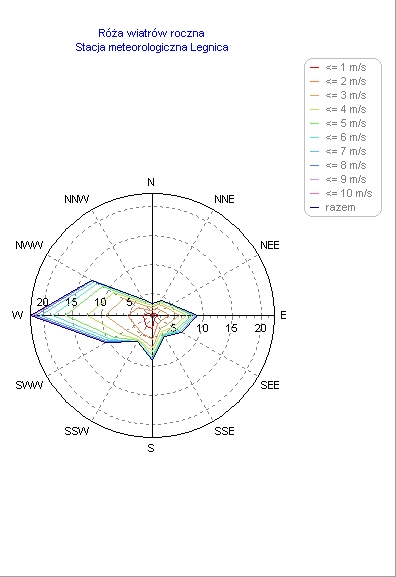 Róża wiatrów roczna
Stacja meteorologiczna Legnica
<= 1 m/s
<= 2 m/s
<= 3 m/s
<= 4 m/s
<= 5 m/s
<= 6 m/s
<= 7 m/s
<= 8 m/s
<= 9 m/s
<= 10 m/s
razem
N
NNW
NNE
NWW
NEE
20 15 10 5
W
E
5 10 15 20
SWW
SEE
SSW
SSE
S